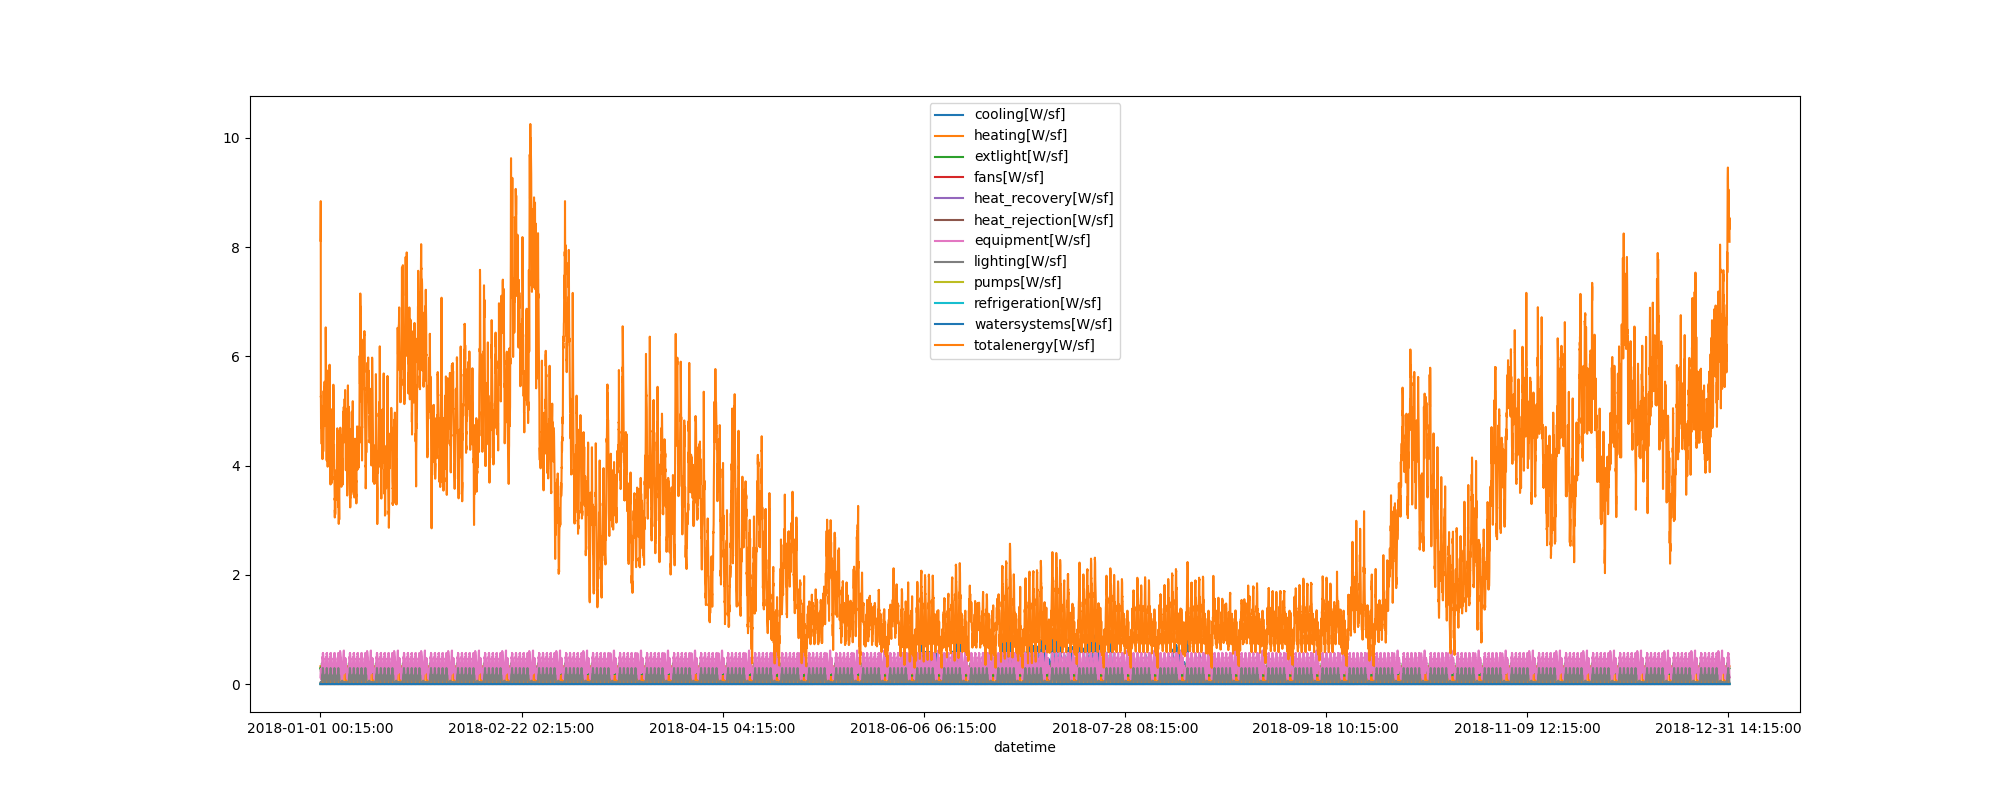 10
8
6
4
2
0
cooling[W/sf]
heating[W/sf]
extlight[W/sf]
fans[W/sf]
heat_recovery[W/sf]
heat_rejection[W/sf]
equipment[W/sf]
lighting[W/sf]
pumps[W/sf]
refrigeration[W/sf]
watersystems[W/sf]
totalenergy[W/sf]
2018-01-01 00:15:00 2018-02-22 02:15:00 2018-04-15 04:15:00 2018-06-06 06:15:00 2018-07-28 08:15:00 2018-09-18 10:15:00 2018-11-09 12:15:00 2018-12-31 14:15:00
datetime